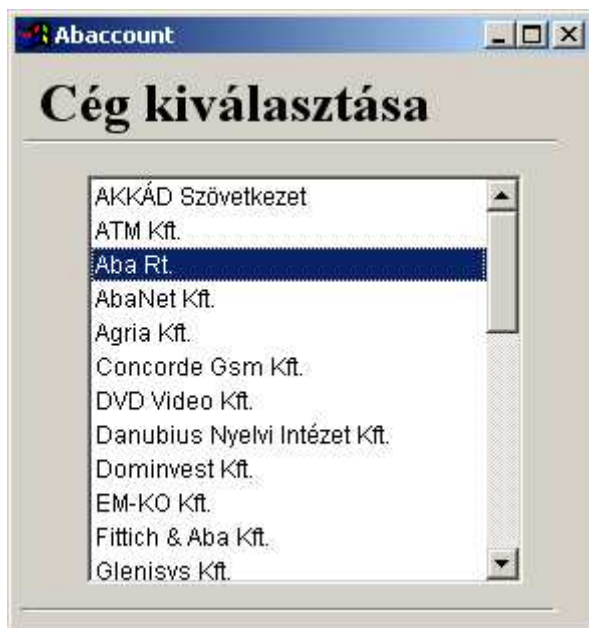 Abaccount
Cég kiválasztása
AKKÁD Szövetkezet
ATM Kft.
Aba Rt.
AbaNet Kft.
Agria Kft.
Concorde Gsm Kft.
DVD Video Kft.
Danubius Nyelvi Intézet Kft.
Dominvest Kft.
EM-KO Kft.
Fittich & Aba Kft.
Glenisys Kft.